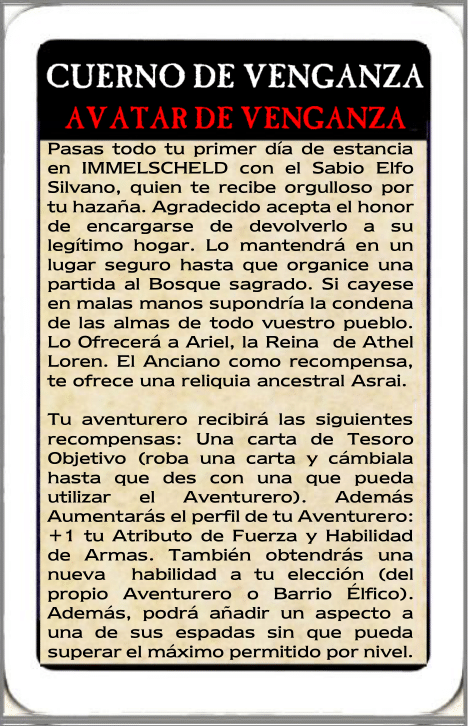 CUERNO DE VENGANZA
AVATAR DE VENGANZA
Pasas todo tu primer día de estancia
en IMMELSCHELD con el Sabio Elfo
Silvano, quien te recibe orgulloso por
tu hazaña. Agradecido acepta el honor
de encargarse de devolverlo a su
legítimo hogar. Lo mantendrá en un
lugar seguro hasta que organice una
partida al Bosque sagrado. Si cayese
en malas manos supondría la condena
de las almas de todo vuestro pueblo.
Lo Ofrecerá a Ariel, la Reina de Athel
Loren. El Anciano como recompensa,
te ofrece una reliquia ancestral Asrai.
Tu aventurero recibirá las siguientes
recompensas: Una carta de Tesoro
Objetivo (roba una carta y cámbiala
hasta que des con una que pueda
utilizar el Aventurero). Además
Aumentarás el perfil de tu Aventurero:
+1 tu Atributo de Fuerza y Habilidad
de Armas. También obtendrás una
nueva habilidad a tu elección (del
propio Aventurero o Barrio Élfico).
Además, podrá añadir un aspecto a
una de sus espadas sin que pueda
superar el máximo permitido por nivel.